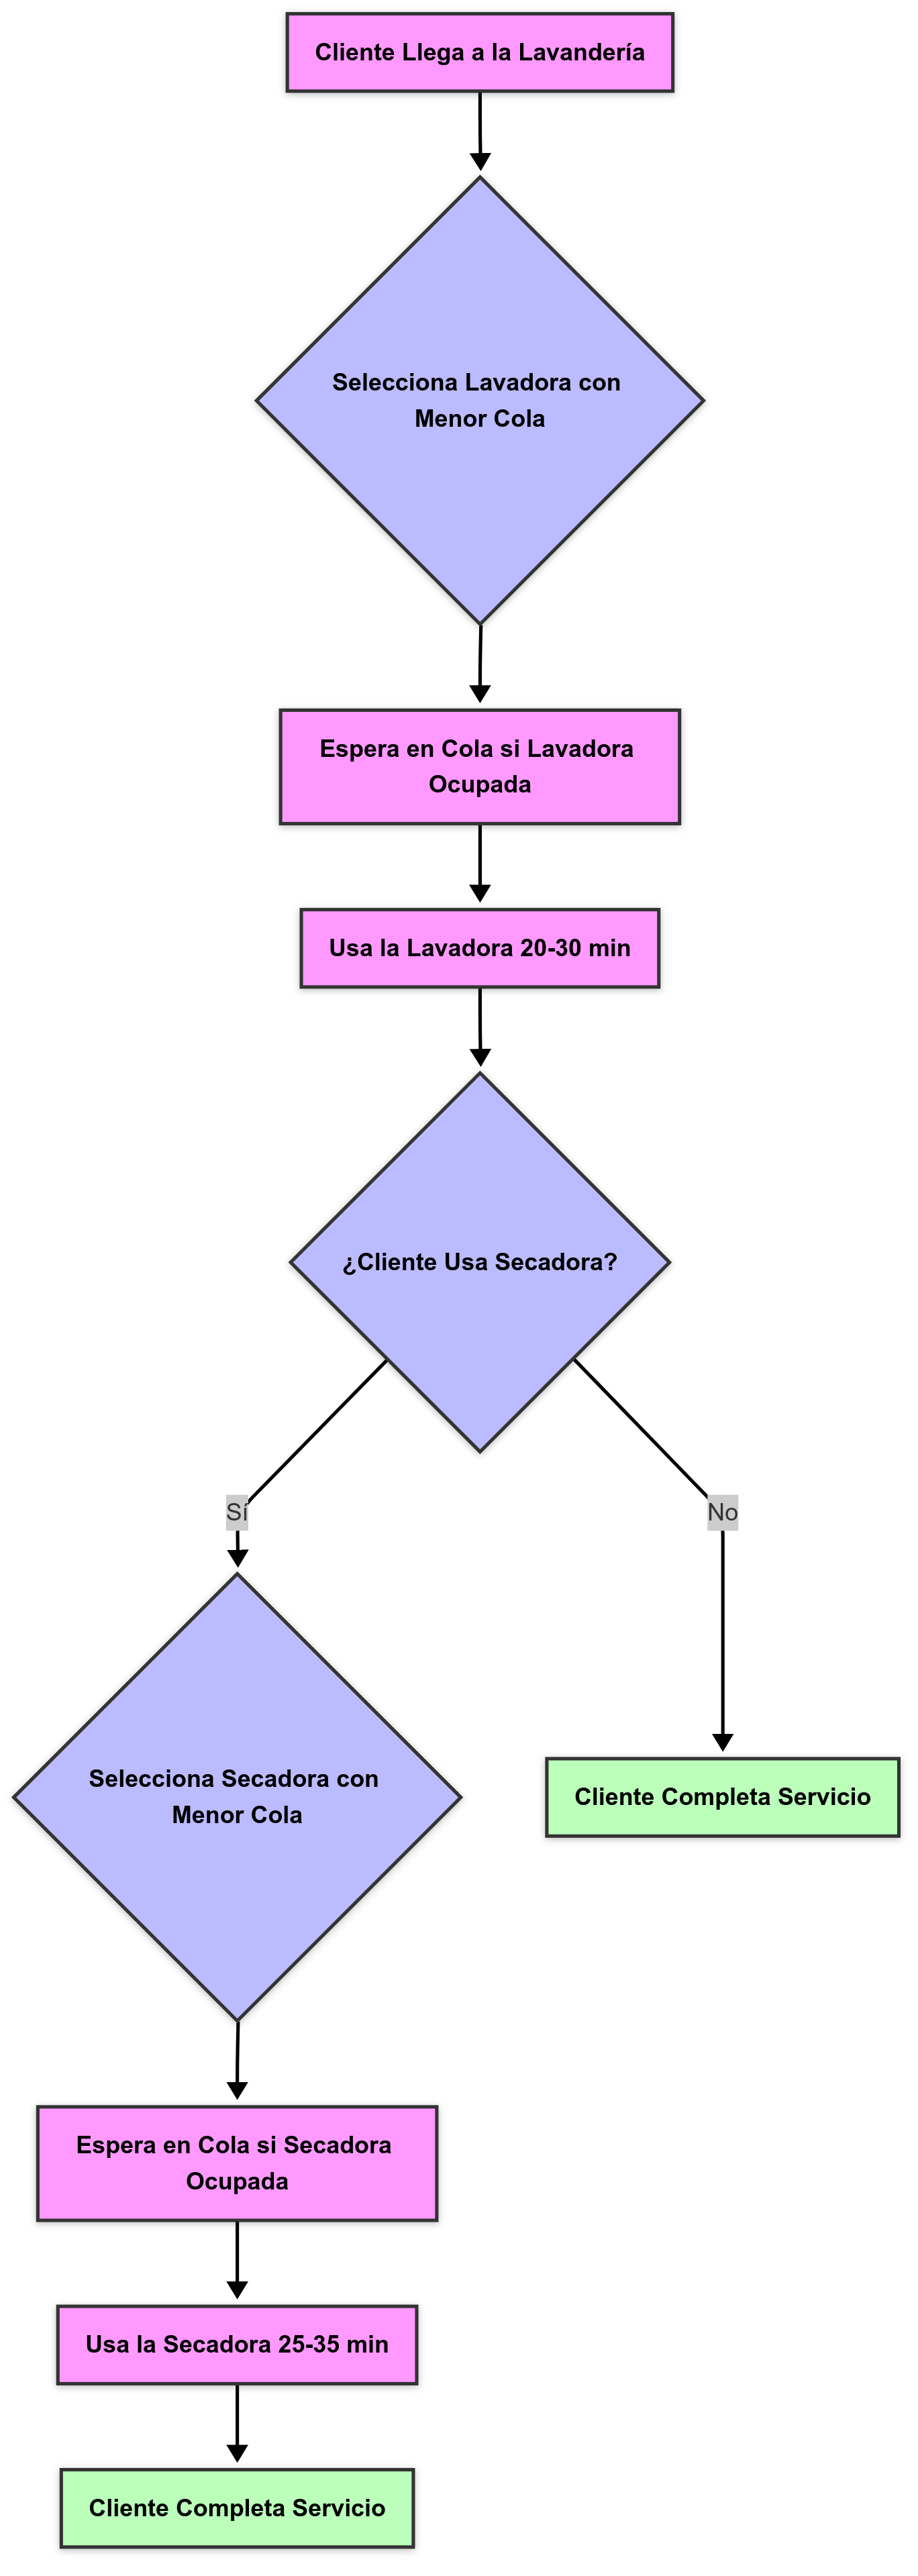 Cliente Llega a la Lavandería
Selecciona Lavadora con
Menor Cola
Espera en Cola si Lavadora
Ocupada
Usa la Lavadora 20-30 min
¿Cliente Usa Secadora?
Sí
No
Selecciona Secadora con
Menor Cola
Cliente Completa Servicio
Espera en Cola si Secadora
Ocupada
Usa la Secadora 25-35 min
Cliente Completa Servicio